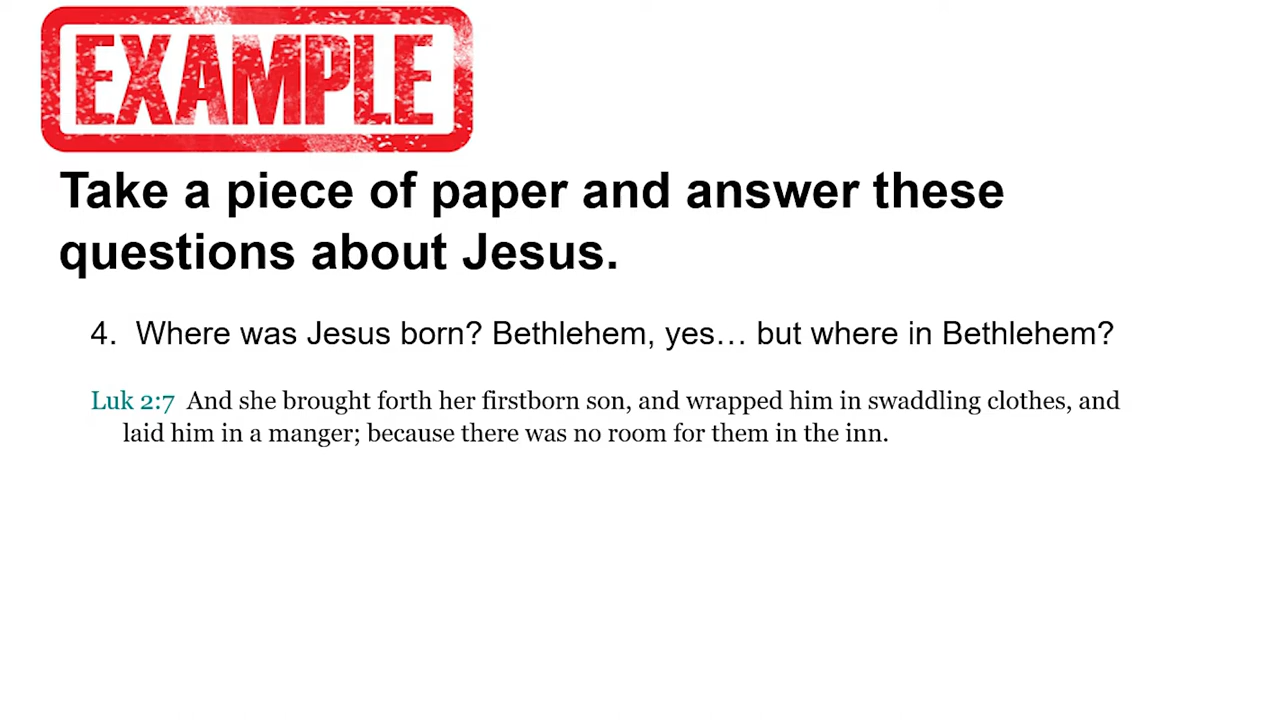 EXAMPLE
Take a piece of paper and answer these
questions about Jesus.
4. Where was Jesus born? Bethlehem, yes… but where in Bethlehem?
Luk 2:7 And she brought forth her firstborn son, and wrapped him in swaddling clothes, and
laid him in a manger; because there was no room for them in the inn.